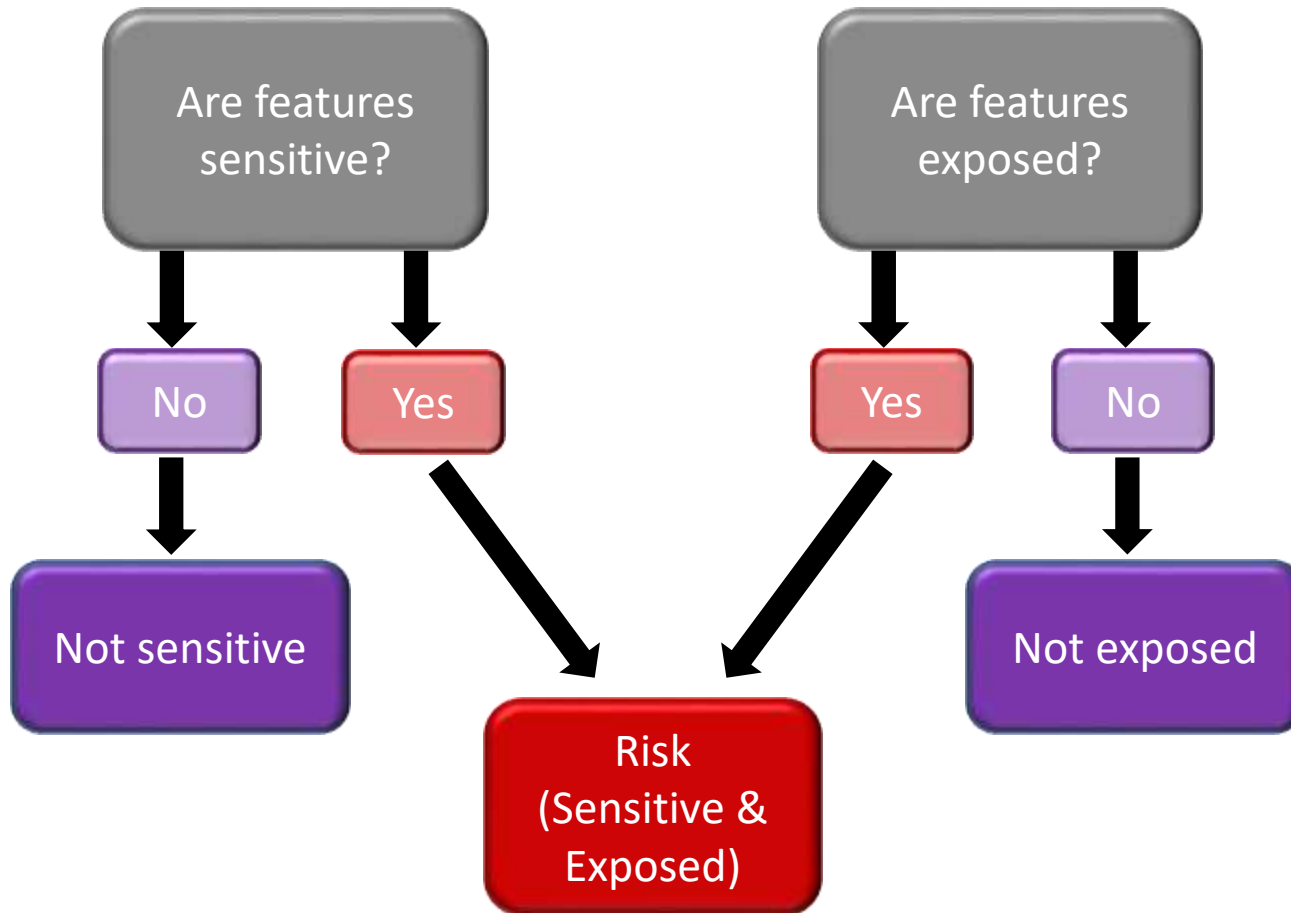 Are features
sensitive?
Are features
exposed?
No
Yes
Yes
No
Not sensitive
Not exposed
Risk
(Sensitive &
Exposed)